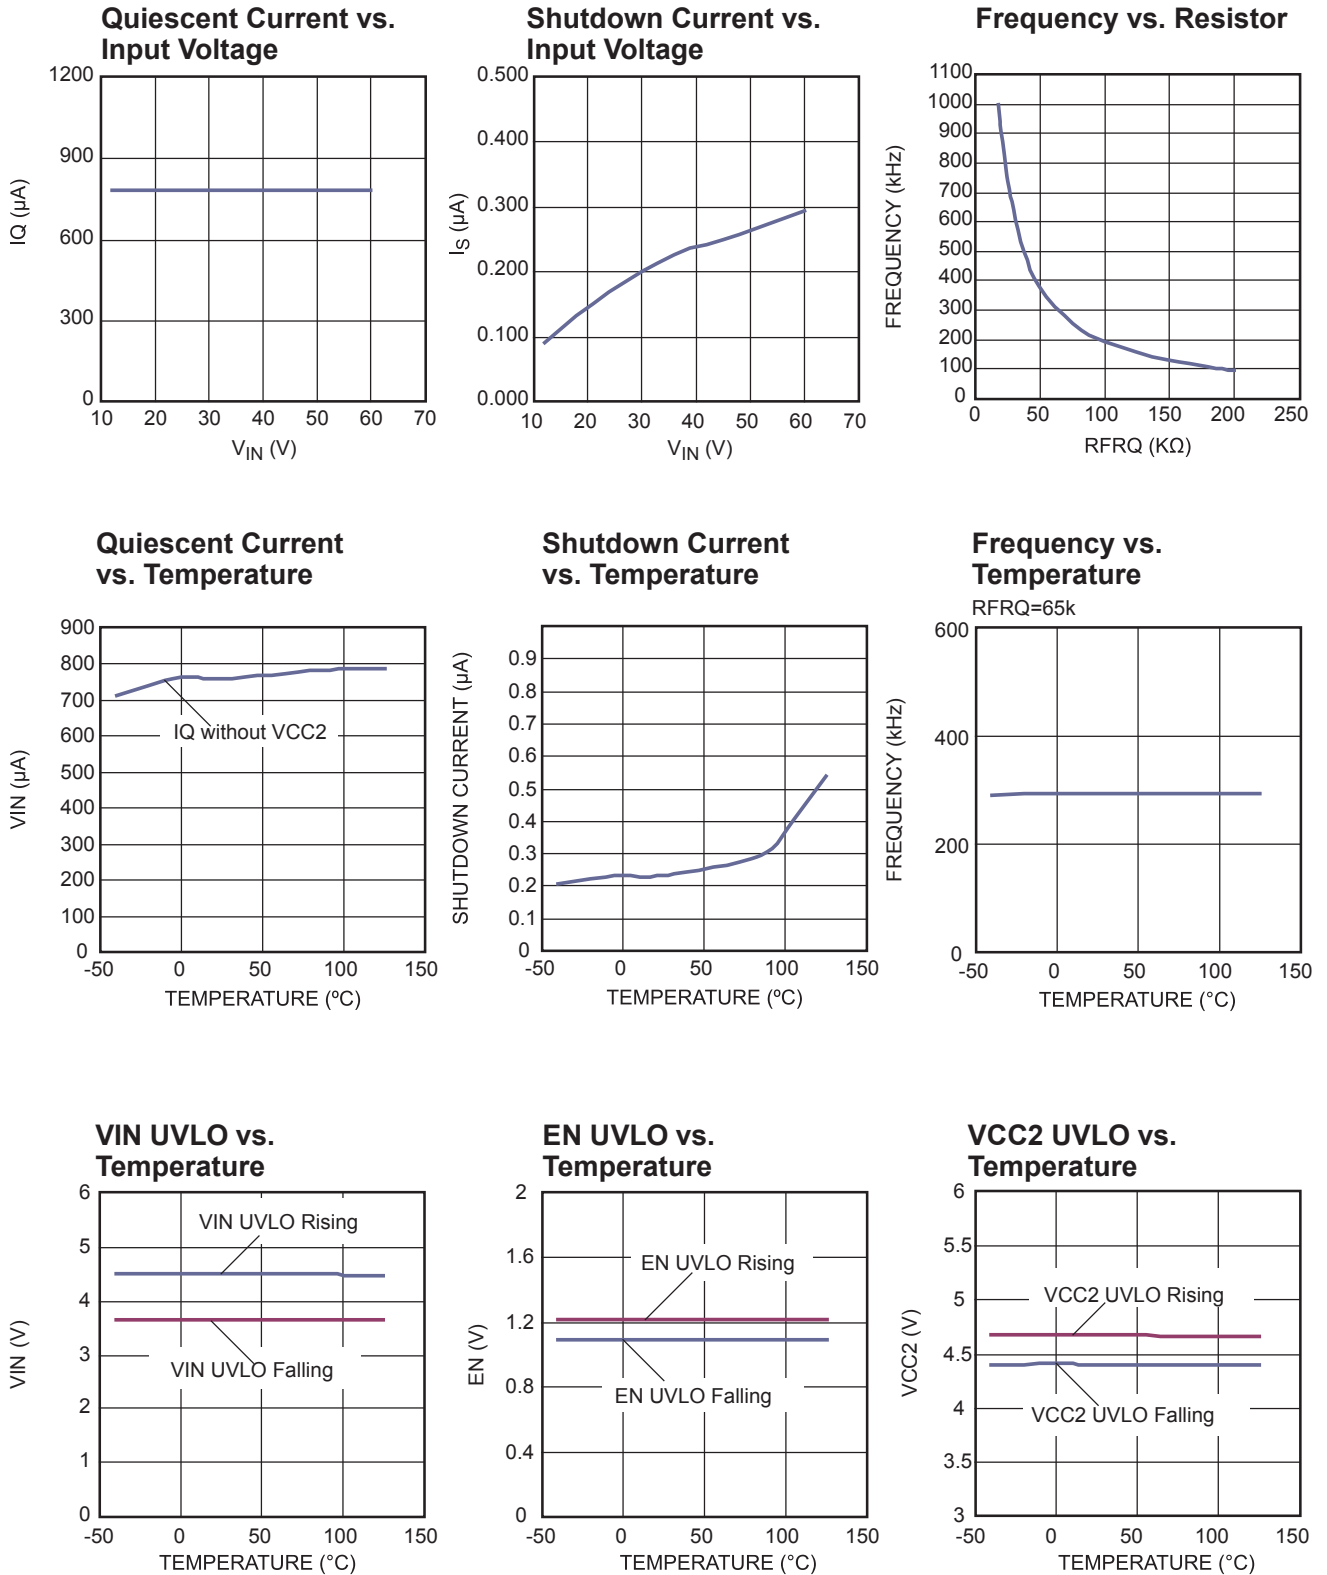 Quiescent Current vs.
Input Voltage
1200
900
600
300
0
10 20 30 40 50 60 70
IQ (µA)
VIN (V)
Shutdown Current vs.
Input Voltage
0.500
0.400
0.300
0.200
0.100
0.000
10 20 30 40 50 60 70
IS (µA)
VIN (V)
Frequency vs. Resistor
1100
1000
900
800
700
600
500
400
300
200
100
0
0 50 100 150 200 250
FREQUENCY (kHz)
RFRQ (KΩ)
Quiescent Current
vs. Temperature
900
800
700
600
500
400
300
200
100
0
-50 0 50 100 150
VIN (µA)
IQ without VCC2
TEMPERATURE (ºC)
Shutdown Current
vs. Temperature
0.9
0.8
0.7
0.6
0.5
0.4
0.3
0.2
0.1
0
-50 0 50 100 150
SHUTDOWN CURRENT (µA)
TEMPERATURE (ºC)
Frequency vs.
Temperature
RFRQ=65k
600
400
200
0
-50 0 50 100 150
FREQUENCY (kHz)
TEMPERATURE (°C)
VIN UVLO vs.
Temperature
6
5
4
3
2
1
0
-50 0 50 100 150
VIN (V)
VIN UVLO Rising
VIN UVLO Falling
TEMPERATURE (°C)
EN UVLO vs.
Temperature
2
1.6
1.2
0.8
0.4
0
-50 0 50 100 150
EN (V)
EN UVLO Rising
EN UVLO Falling
TEMPERATURE (°C)
VCC2 UVLO vs.
Temperature
6
5.5
5
4.5
4
3.5
3
-50 0 50 100 150
VCC2 (V)
VCC2 UVLO Rising
VCC2 UVLO Falling
TEMPERATURE (°C)